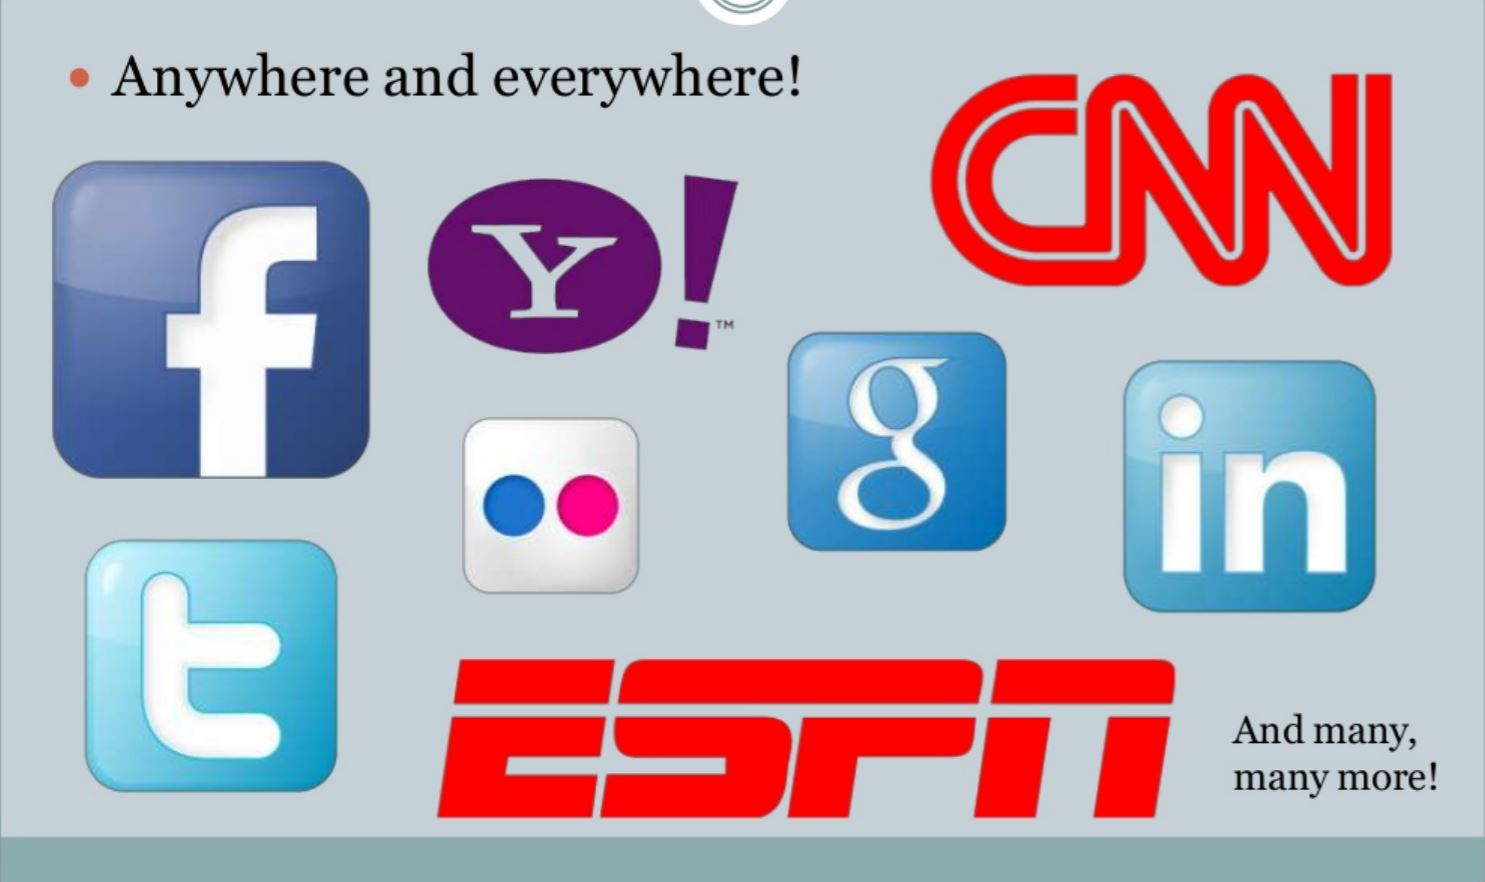 • Anywhere and everywhere!
CNN
f
Y! ™
g
in
t
ESPN
And many,
many more!